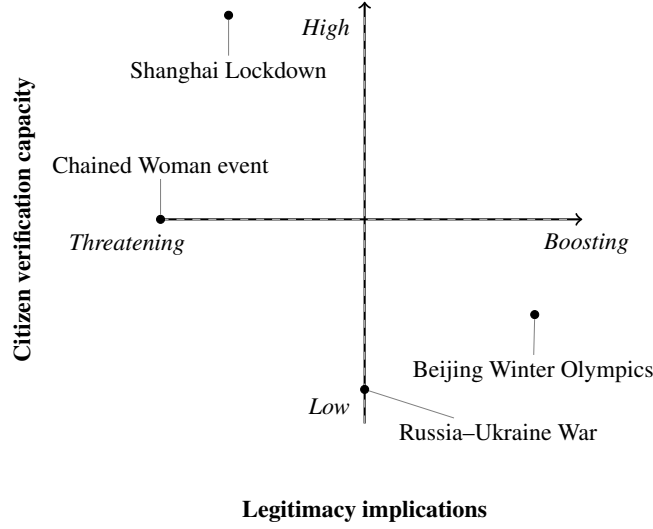 High
Shanghai Lockdown
Citizen verification capacity
Chained Woman event
Threatening
Boosting
Beijing Winter Olympics
Low
Russia–Ukraine War
Legitimacy implications